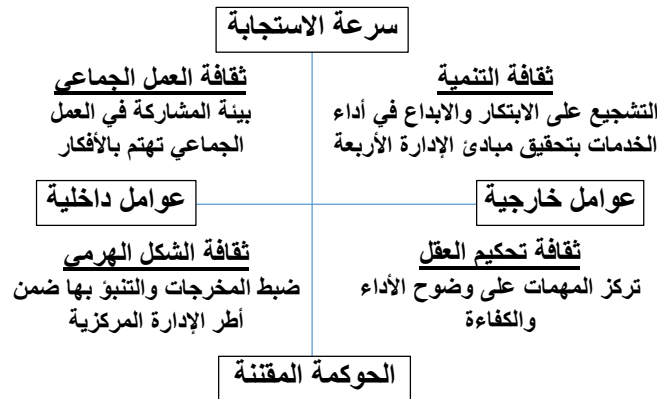 سرعة الاستجابة
ثقافة التنمية
التشجيع على الابتكار والابداع في أداء
الخدمات بتحقيق مبادئ الإدارة الأربعة
ثقافة العمل الجماعي
بيئة المشاركة في العمل
الجماعي تهتم بالأفكار
عوامل خارجية
عوامل داخلية
ثقافة تحكيم العقل
تركز المهمات على وضوح الأداء
والكفاءة
ثقافة الشكل الهرمي
ضبط المخرجات والتنبؤ بها ضمن
أطر الإدارة المركزية
الحوكمة المقننة